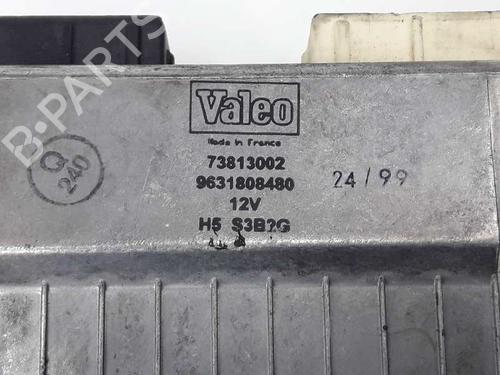 Valeo
Made in France
73813002
9631808480
12V
H5 S3B2G
24/99
Q
240
B-PARTS